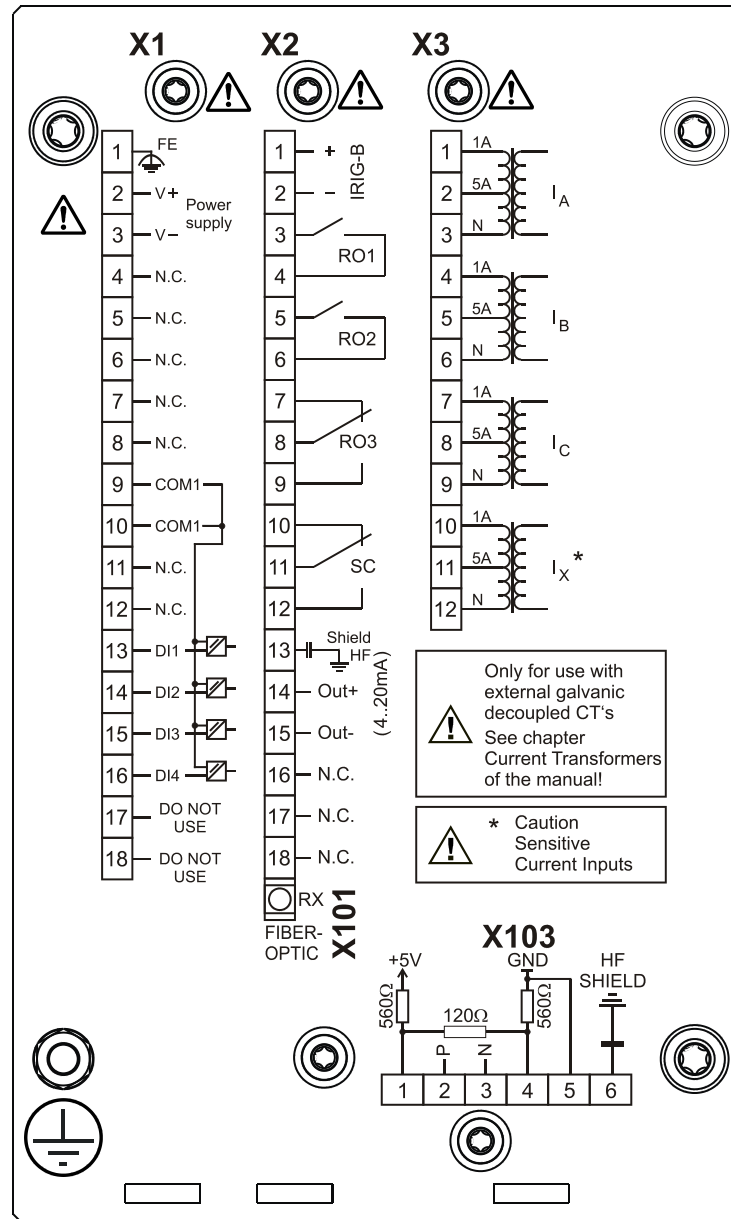 X1 X2 X3
1 FE
2 V+ Power
supply
3 V–
4 N.C.
5 N.C.
6 N.C.
7 N.C.
8 N.C.
9 COM1
10 COM1
11 N.C.
12 N.C.
13 DI1
14 DI2
15 DI3
16 DI4
17 DO NOT
USE
18 DO NOT
USE
1 +
2 –
IRIG-B
3
4
RO1
5
6
RO2
7
8 RO3
9
10
11 SC
12
13 Shield
HF
14 Out+
15 Out-
(4..20mA)
16 N.C.
17 N.C.
18 N.C.
RX
FIBER-
OPTIC
X101
1 1A
2 5A IA
3 N
4 1A
5 5A IB
6 N
7 1A
8 5A IC
9 N
10 1A
11 5A IX *
12 N
Only for use with
external galvanic
decoupled CT‘s
See chapter
Current Transformers
of the manual!
* Caution
Sensitive
Current Inputs
X103
+5V GND HF
SHIELD
560Ω 120Ω 560Ω
P N
1 2 3 4 5 6